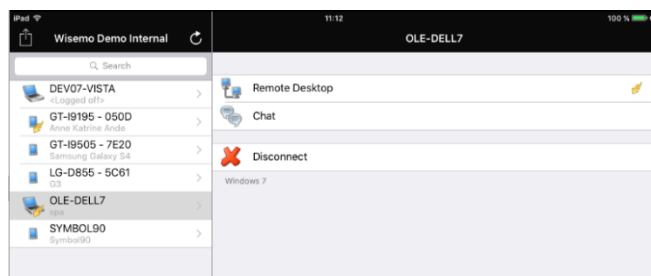 iPad 11:12 100 %
Wisemo Demo Internal
OLE-DELL7
Search
DEV07-VISTA
<Logged off>
GT-I9195 - 050D
Anne Katrine Ande
GT-I9505 - 7E20
Samsung Galaxy S4
LG-D855 - 5C61
G3
OLE-DELL7
spa
SYMBOL90
Symbol90
Remote Desktop
Chat
Disconnect
Windows 7